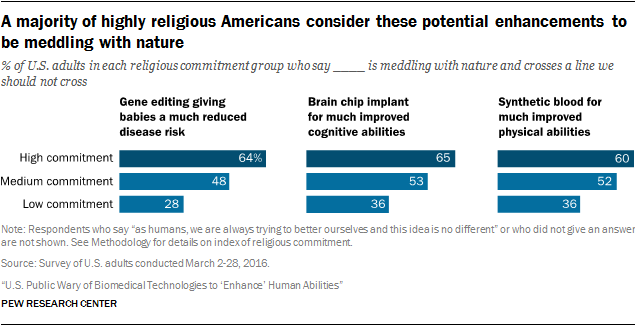 A majority of highly religious Americans consider these potential enhancements to
be meddling with nature
% of U.S. adults in each religious commitment group who say ____ is meddling with nature and crosses a line we
should not cross
Gene editing giving
babies a much reduced
disease risk
Brain chip implant
for much improved
cognitive abilities
Synthetic blood for
much improved
physical abilities
High commitment 64% 65 60
Medium commitment 48 53 52
Low commitment 28 36 36
Note: Respondents who say “as humans, we are always trying to better ourselves and this idea is no different” or who did not give an answer
are not shown. See Methodology for details on index of religious commitment.
Source: Survey of U.S. adults conducted March 2-28, 2016.
“U.S. Public Wary of Biomedical Technologies to ‘Enhance’ Human Abilities”
PEW RESEARCH CENTER